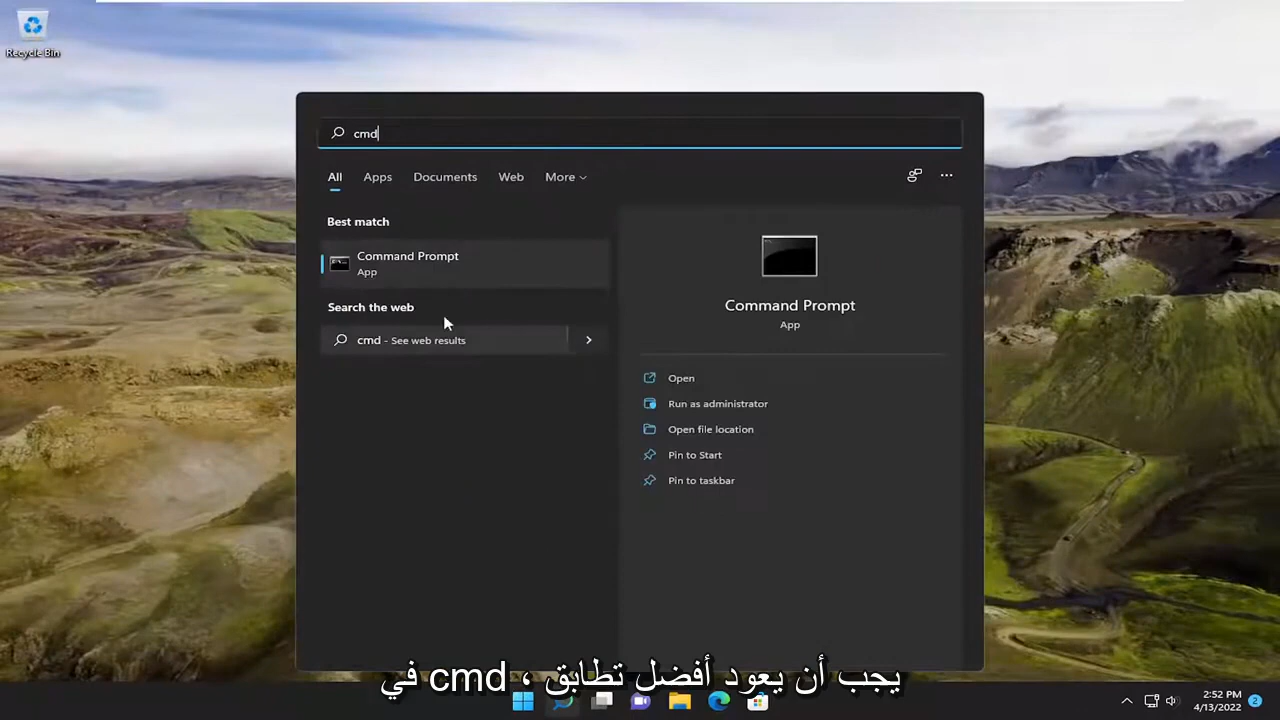 Recycle Bin
cmd
All Apps Documents Web More
Best match
Command Prompt
App
Search the web
cmd - See web results
Command Prompt
App
Open
Run as administrator
Open file location
Pin to Start
Pin to taskbar
يجب أن يعود أفضل تطابق ، cmd في
2:52 PM
4/13/2022
2